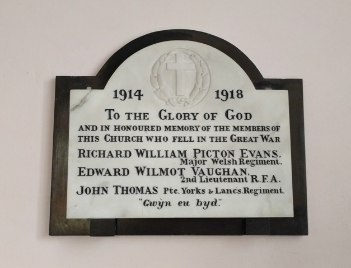 1914 1918
To the Glory of God
and in honoured memory of the members of
this Church who fell in the Great War
Richard William Picton Evans.
Major Welsh Regiment.
Edward Wilmot Vaughan.
2nd Lieutenant R.F.A.
John Thomas Pte. Yorks & Lancs. Regiment.
"Gwyn eu byd."